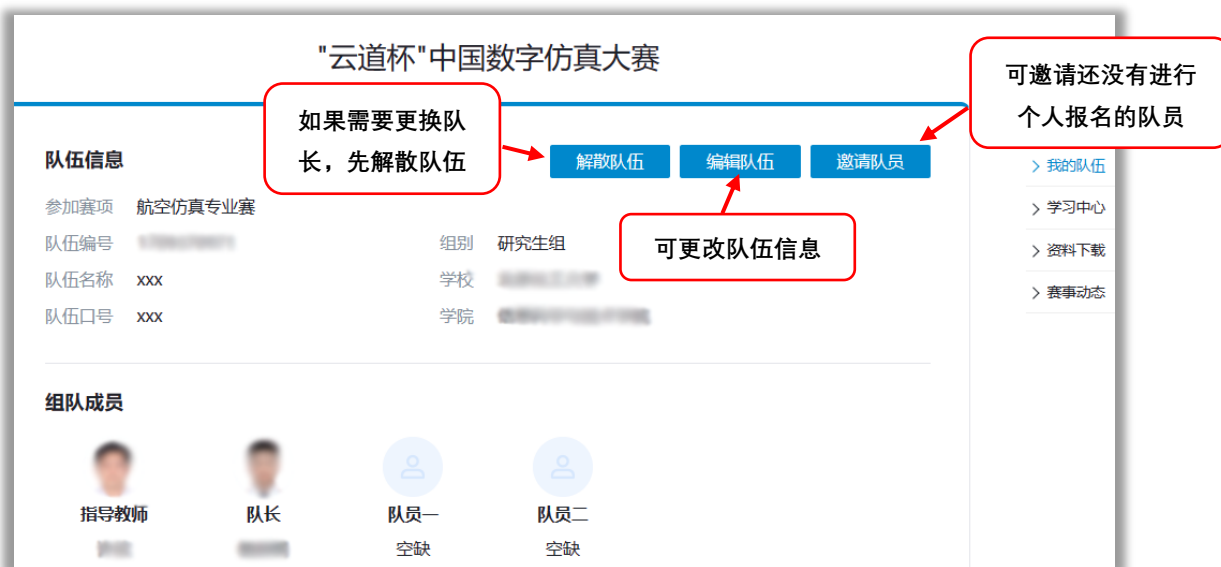 "云道杯"中国数字仿真大赛
可邀请还没有进行
个人报名的队员
如果需要更换队
长，先解散队伍
队伍信息
解散队伍
编辑队伍
邀请队员
> 我的队伍
参加赛项 航空仿真专业赛
> 学习中心
队伍编号
组别 研究生组
可更改队伍信息
> 资料下载
队伍名称 xxx
学校
> 赛事动态
队伍口号 xxx
学院
组队成员
指导教师
队长
队员一
队员二
空缺
空缺